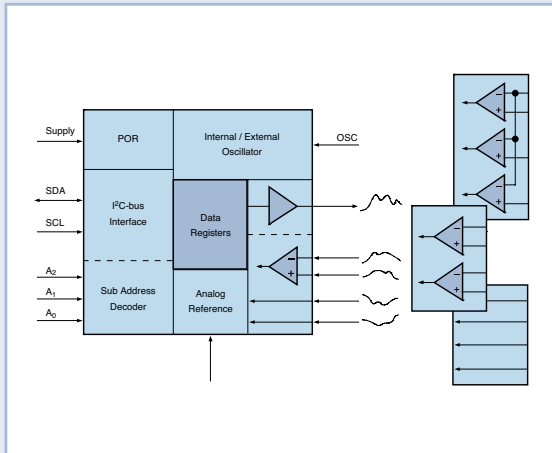 Supply
POR
Internal / External
Oscillator
OSC
SDA
I²C-bus
Interface
SCL
Data
Registers
A₂
A₁
A₀
Sub Address
Decoder
Analog
Reference
−
+
−
+
−
+
−
+
−
+
−
+